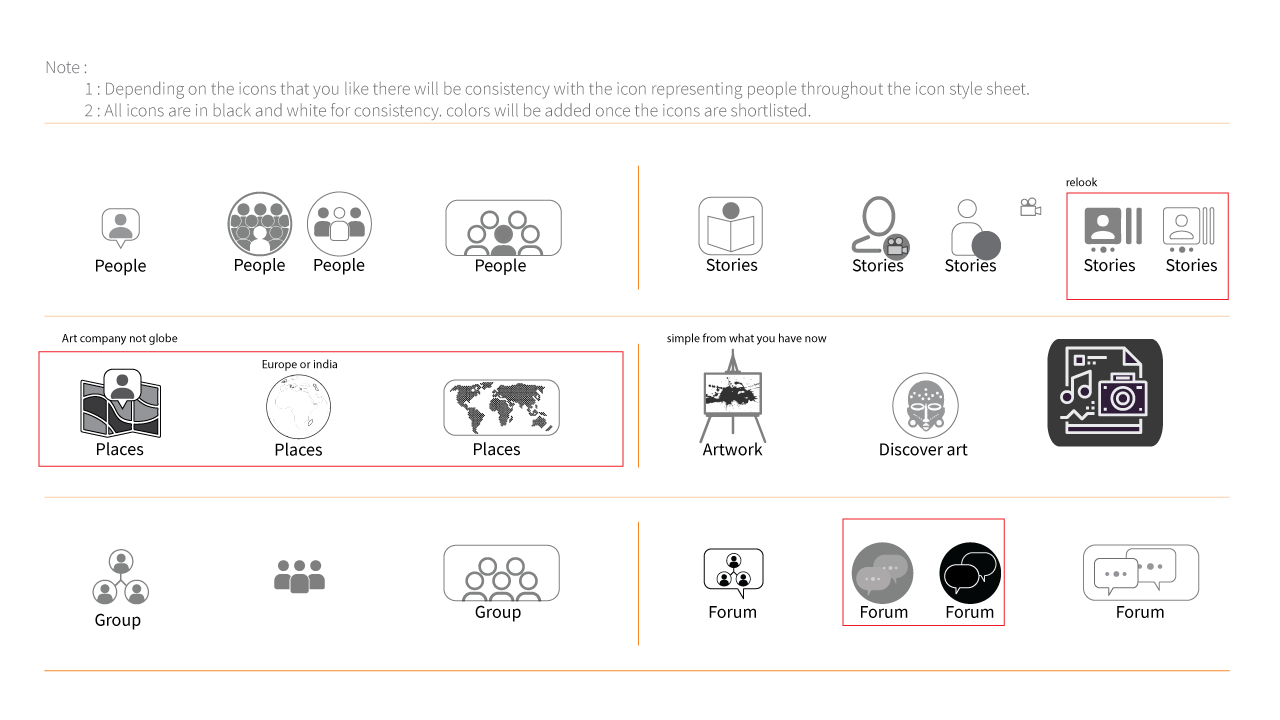 Note :
1 : Depending on the icons that you like there will be consistency with the icon representing people throughout the icon style sheet.
2 : All icons are in black and white for consistency. colors will be added once the icons are shortlisted.
People
People
People
People
Stories
Stories
Stories
relook
Stories
Stories
Art company not globe
Europe or india
Places
Places
Places
simple from what you have now
Artwork
Discover art
Group
Group
Forum
Forum
Forum
Forum